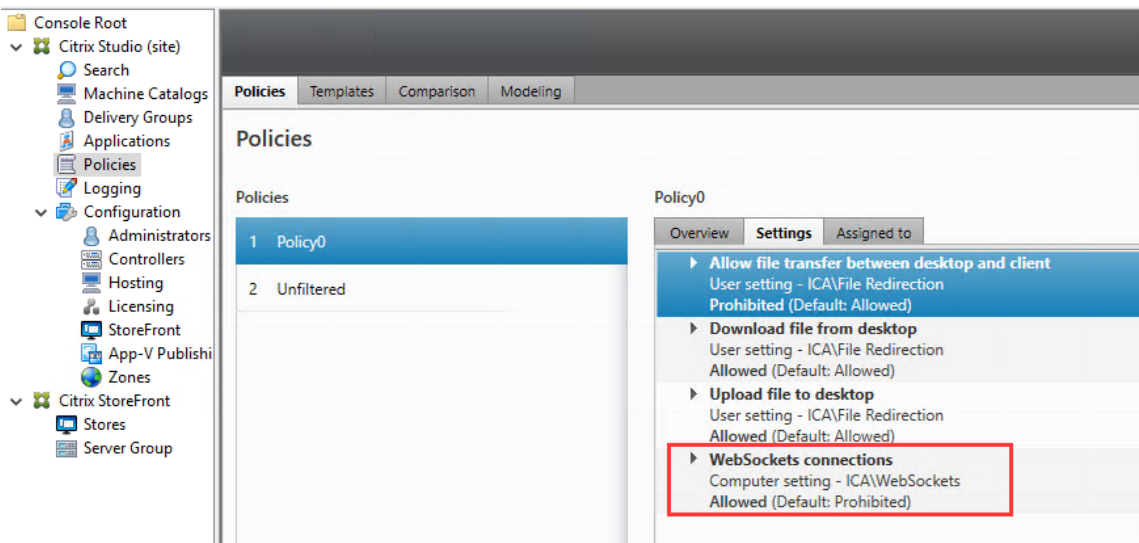 Console Root
Citrix Studio (site)
Search
Machine Catalogs
Delivery Groups
Applications
Policies
Logging
Configuration
Administrators
Controllers
Hosting
Licensing
StoreFront
App-V Publishi
Zones
Citrix StoreFront
Stores
Server Group
Policies Templates Comparison Modeling
Policies
Policies
1 Policy0
2 Unfiltered
Policy0
Overview Settings Assigned to
Allow file transfer between desktop and client
User setting - ICA\File Redirection
Prohibited (Default: Allowed)
Download file from desktop
User setting - ICA\File Redirection
Allowed (Default: Allowed)
Upload file to desktop
User setting - ICA\File Redirection
Allowed (Default: Allowed)
WebSockets connections
Computer setting - ICA\WebSockets
Allowed (Default: Prohibited)